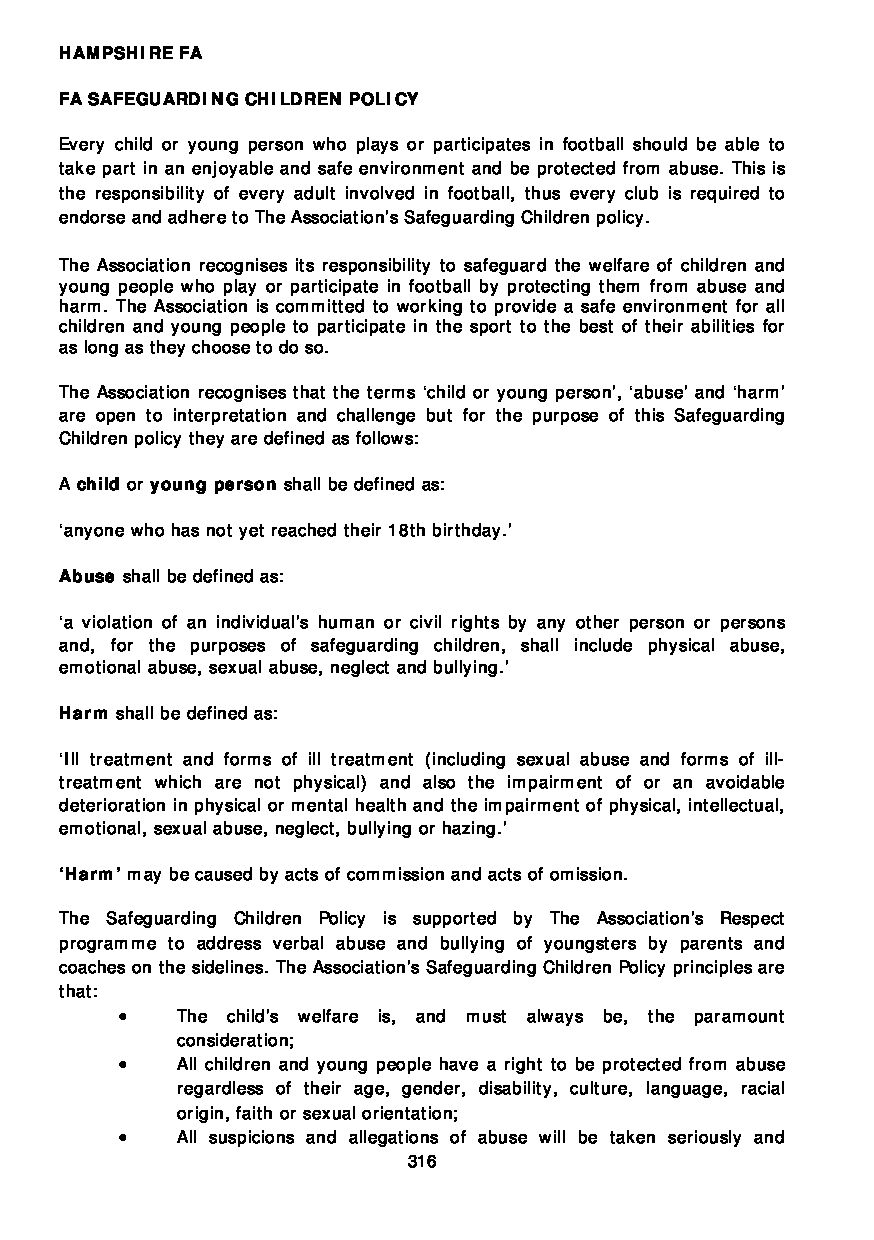 HAMPSHIRE FA
FA SAFEGUARDING CHILDREN POLICY
Every child or young person who plays or participates in football should be able to
take part in an enjoyable and safe environment and be protected from abuse. This is
the responsibility of every adult involved in football, thus every club is required to
endorse and adhere to The Association's Safeguarding Children policy.
The Association recognises its responsibility to safeguard the welfare of children and
young people who play or participate in football by protecting them from abuse and
harm. The Association is committed to working to provide a safe environment for all
children and young people to participate in the sport to the best of their abilities for
as long as they choose to do so.
The Association recognises that the terms ‘child or young person’, ‘abuse’ and ‘harm’
are open to interpretation and challenge but for the purpose of this Safeguarding
Children policy they are defined as follows:
A child or young person shall be defined as:
‘anyone who has not yet reached their 18th birthday.’
Abuse shall be defined as:
‘a violation of an individual’s human or civil rights by any other person or persons
and, for the purposes of safeguarding children, shall include physical abuse,
emotional abuse, sexual abuse, neglect and bullying.’
Harm shall be defined as:
‘Ill treatment and forms of ill treatment (including sexual abuse and forms of ill-
treatment which are not physical) and also the impairment of or an avoidable
deterioration in physical or mental health and the impairment of physical, intellectual,
emotional, sexual abuse, neglect, bullying or hazing.’
‘Harm’ may be caused by acts of commission and acts of omission.
The Safeguarding Children Policy is supported by The Association’s Respect
programme to address verbal abuse and bullying of youngsters by parents and
coaches on the sidelines. The Association’s Safeguarding Children Policy principles are
that:
• The child’s welfare is, and must always be, the paramount
consideration;
• All children and young people have a right to be protected from abuse
regardless of their age, gender, disability, culture, language, racial
origin, faith or sexual orientation;
• All suspicions and allegations of abuse will be taken seriously and
316